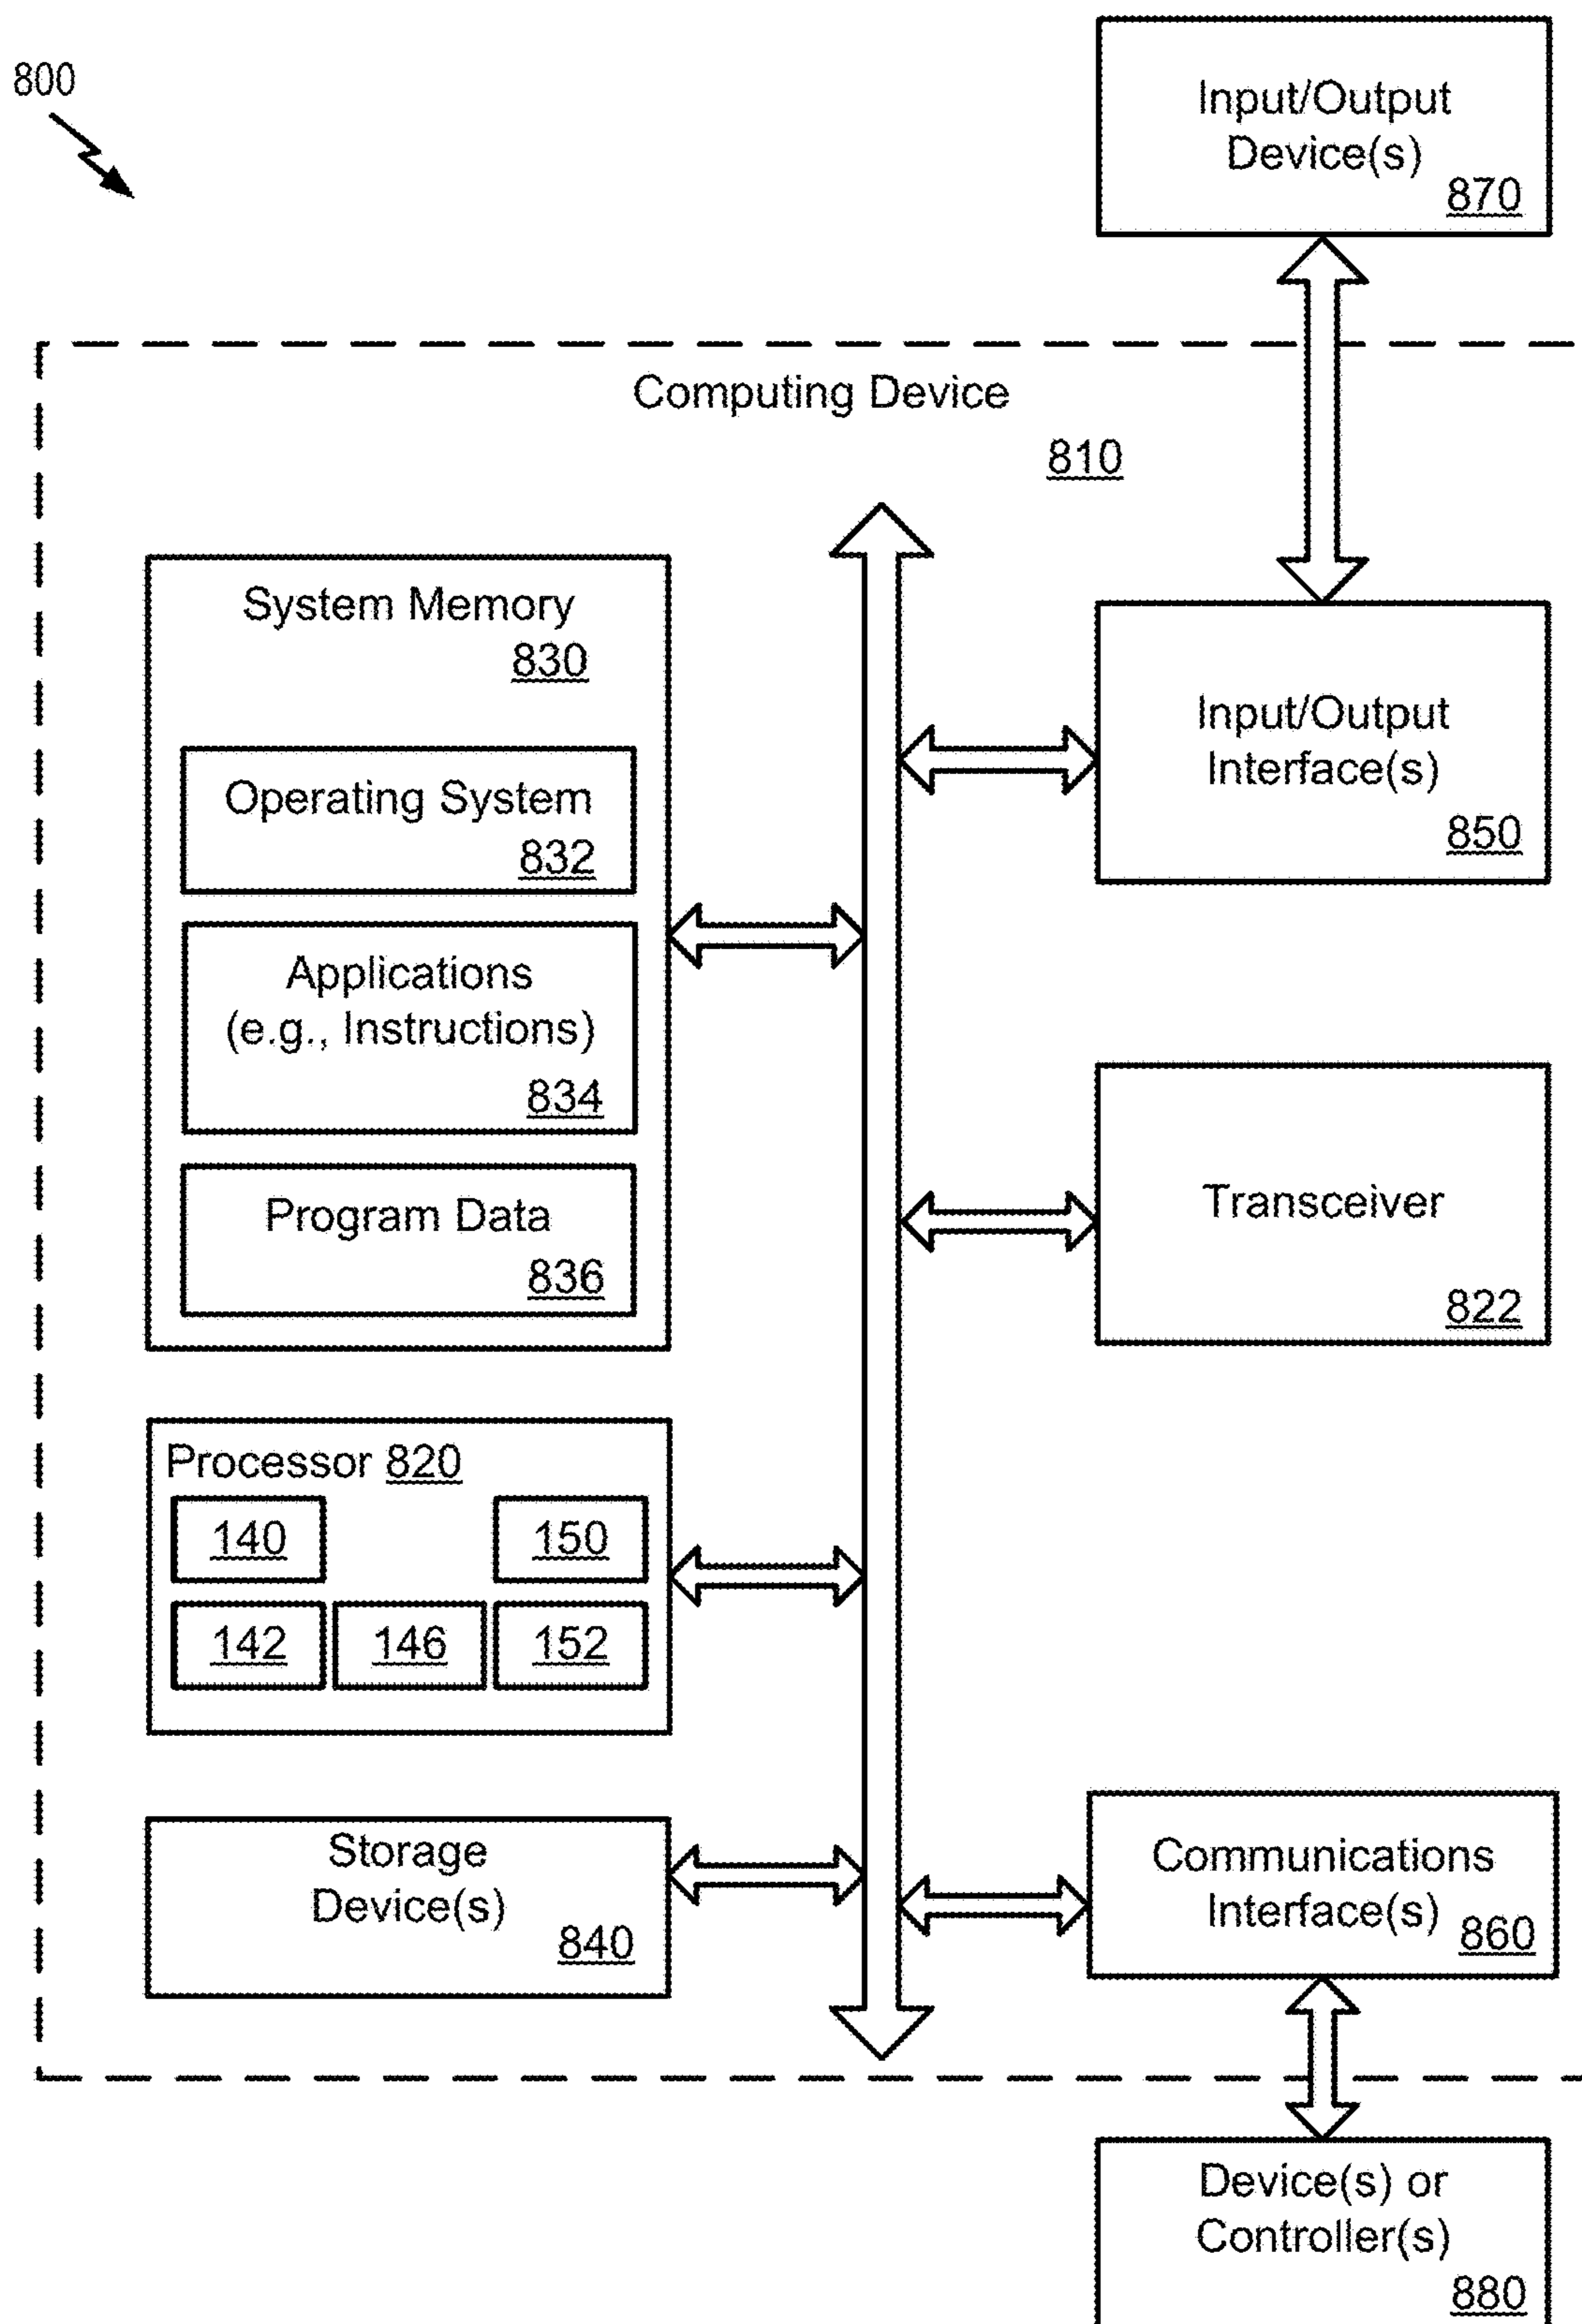 800
Input/Output
Device(s)
870
Computing Device
810
System Memory
830
Operating System
832
Applications
(e.g., Instructions)
834
Program Data
836
Processor 820
140 150
142 146 152
Storage
Device(s)
840
Input/Output
Interface(s)
850
Transceiver
822
Communications
Interface(s)
860
Device(s) or
Controller(s)
880